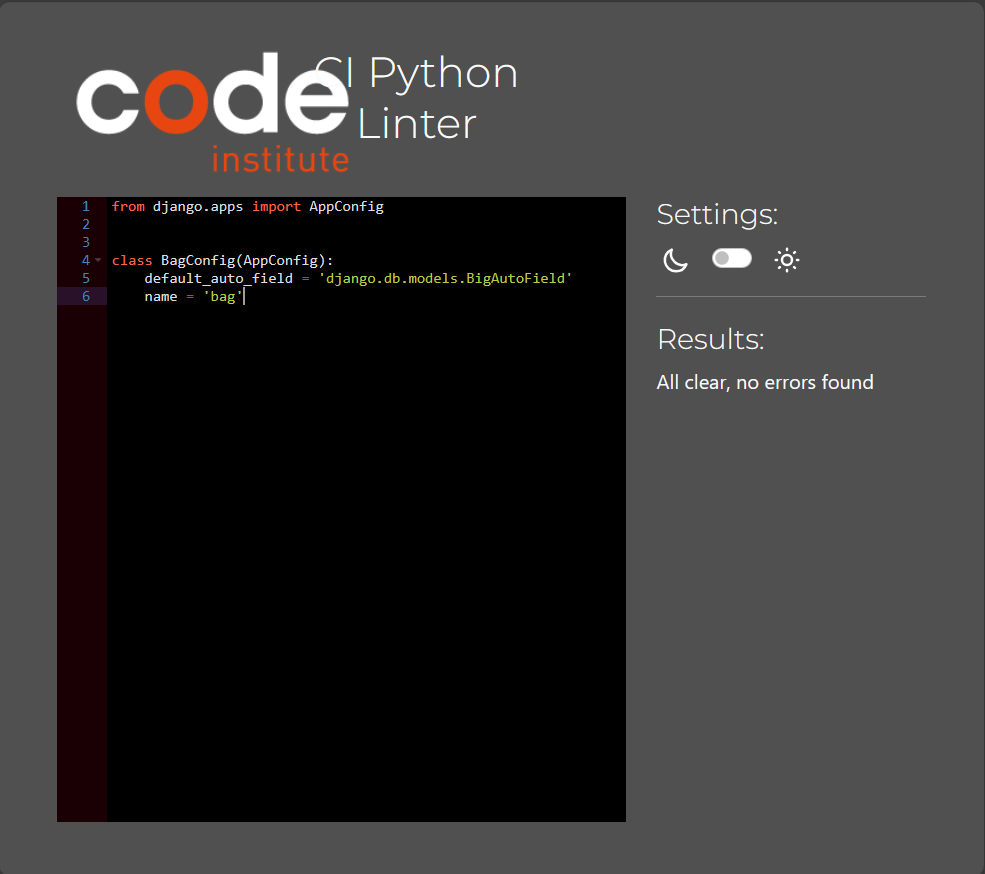 code
institute
CI Python
Linter
1 from django.apps import AppConfig
2
3
4 class BagConfig(AppConfig):
5     default_auto_field = 'django.db.models.BigAutoField'
6     name = 'bag'
Settings:
Results:
All clear, no errors found